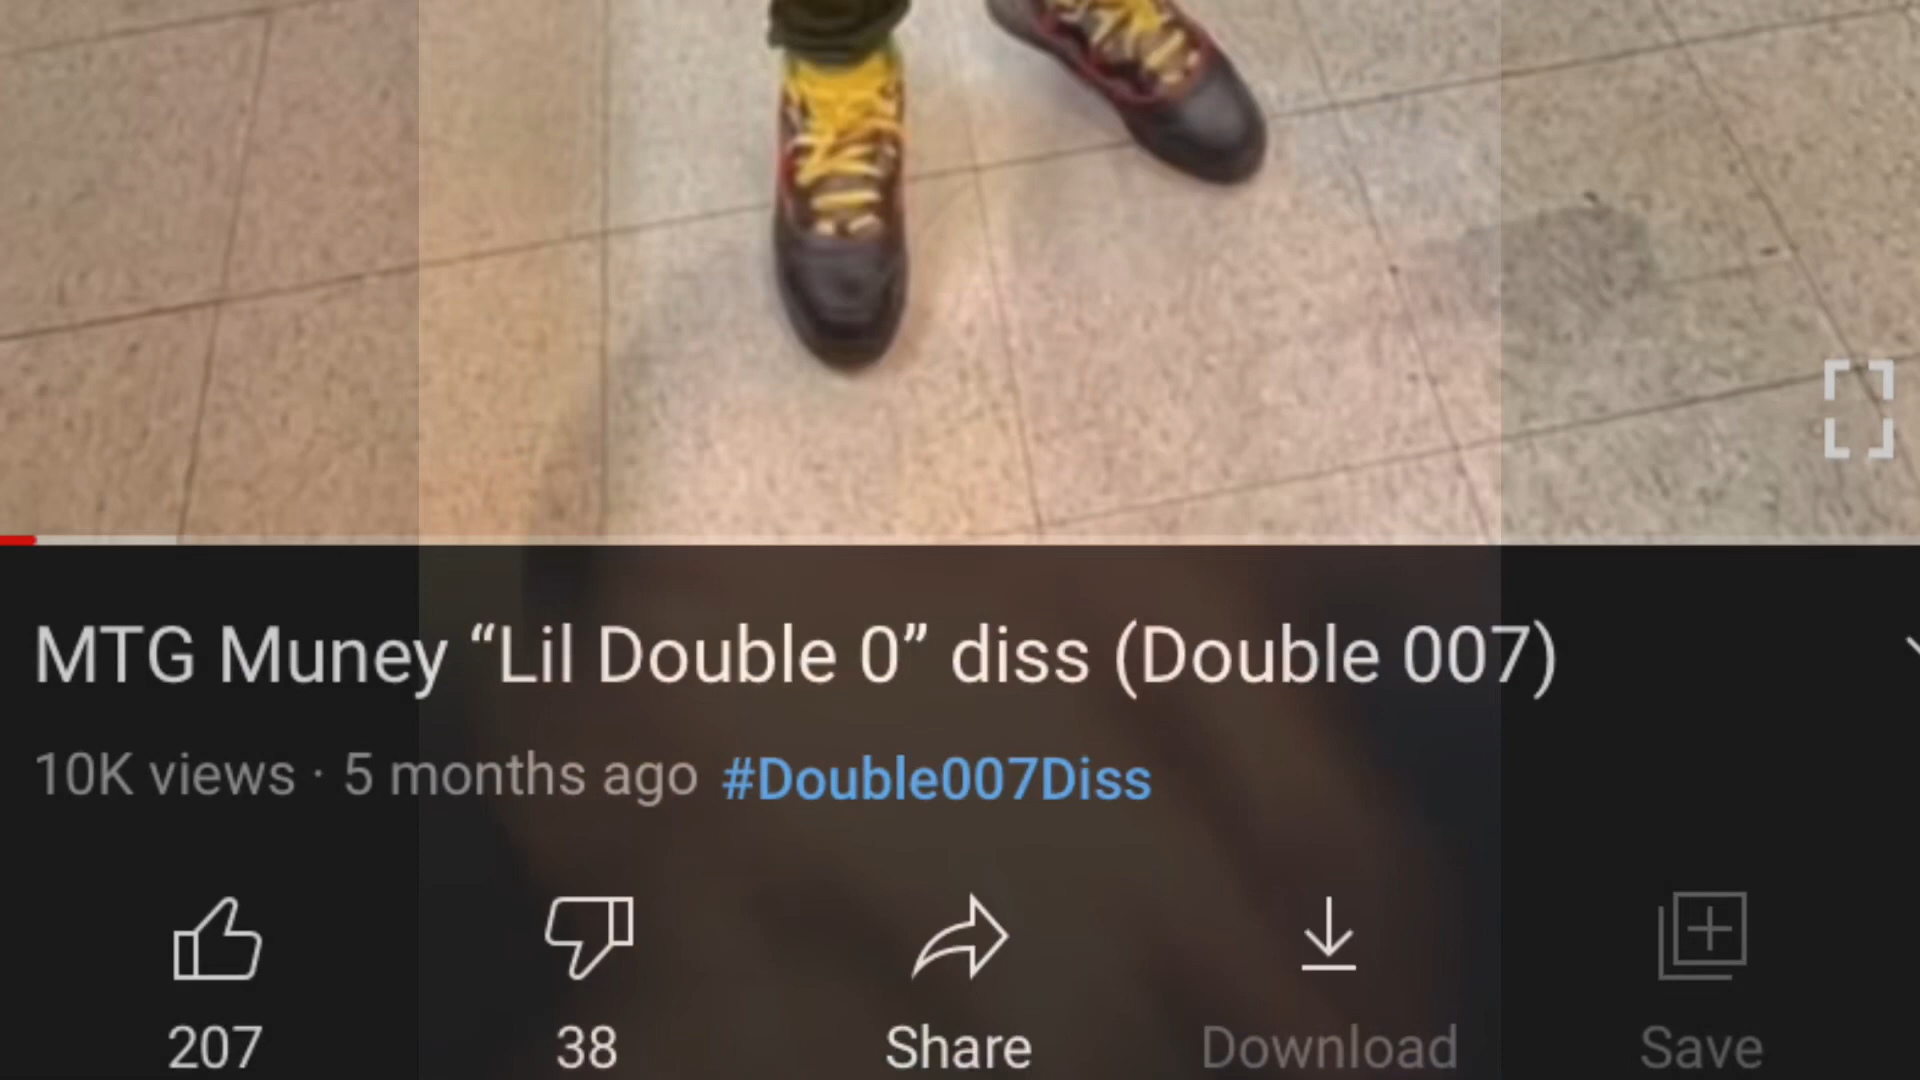 MTG Muney “Lil Double 0” diss (Double 007)
10K views · 5 months ago #Double007Diss
207 38 Share Download Save